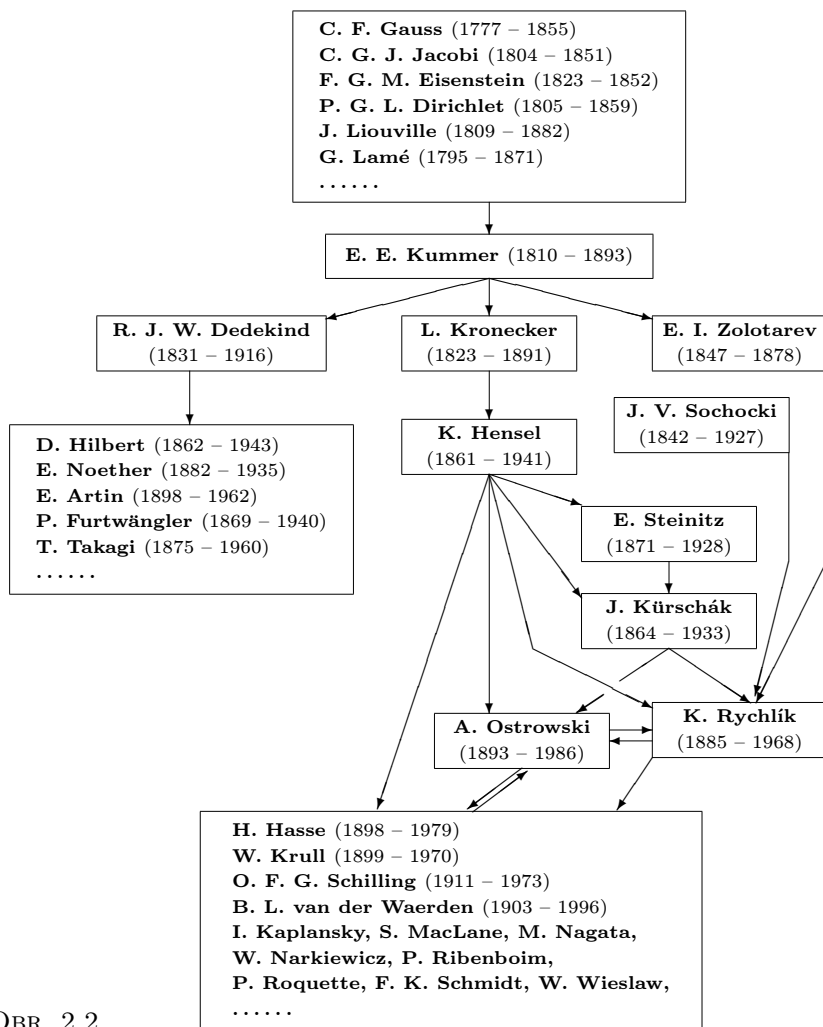 C. F. Gauss (1777 – 1855)
C. G. J. Jacobi (1804 – 1851)
F. G. M. Eisenstein (1823 – 1852)
P. G. L. Dirichlet (1805 – 1859)
J. Liouville (1809 – 1882)
G. Lamé (1795 – 1871)
. . . . . .
E. E. Kummer (1810 – 1893)
R. J. W. Dedekind
(1831 – 1916)
L. Kronecker
(1823 – 1891)
E. I. Zolotarev
(1847 – 1878)
J. V. Sochocki
(1842 – 1927)
D. Hilbert (1862 – 1943)
E. Noether (1882 – 1935)
E. Artin (1898 – 1962)
P. Furtwängler (1869 – 1940)
T. Takagi (1875 – 1960)
. . . . . .
K. Hensel
(1861 – 1941)
E. Steinitz
(1871 – 1928)
J. Kürschák
(1864 – 1933)
A. Ostrowski
(1893 – 1986)
K. Rychlík
(1885 – 1968)
H. Hasse (1898 – 1979)
W. Krull (1899 – 1970)
O. F. G. Schilling (1911 – 1973)
B. L. van der Waerden (1903 – 1996)
I. Kaplansky, S. MacLane, M. Nagata,
W. Narkiewicz, P. Ribenboim,
P. Roquette, F. K. Schmidt, W. Wieslaw,
. . . . . .
OBR. 2.2